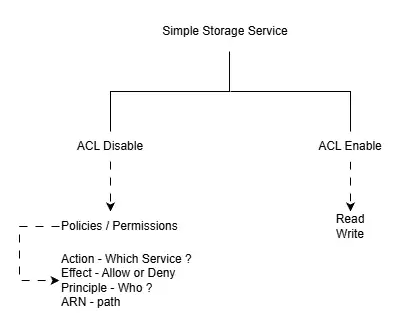 Simple Storage Service
ACL Disable
ACL Enable
Policies / Permissions
Read
Write
Action - Which Service ?
Effect - Allow or Deny
Principle - Who ?
ARN - path